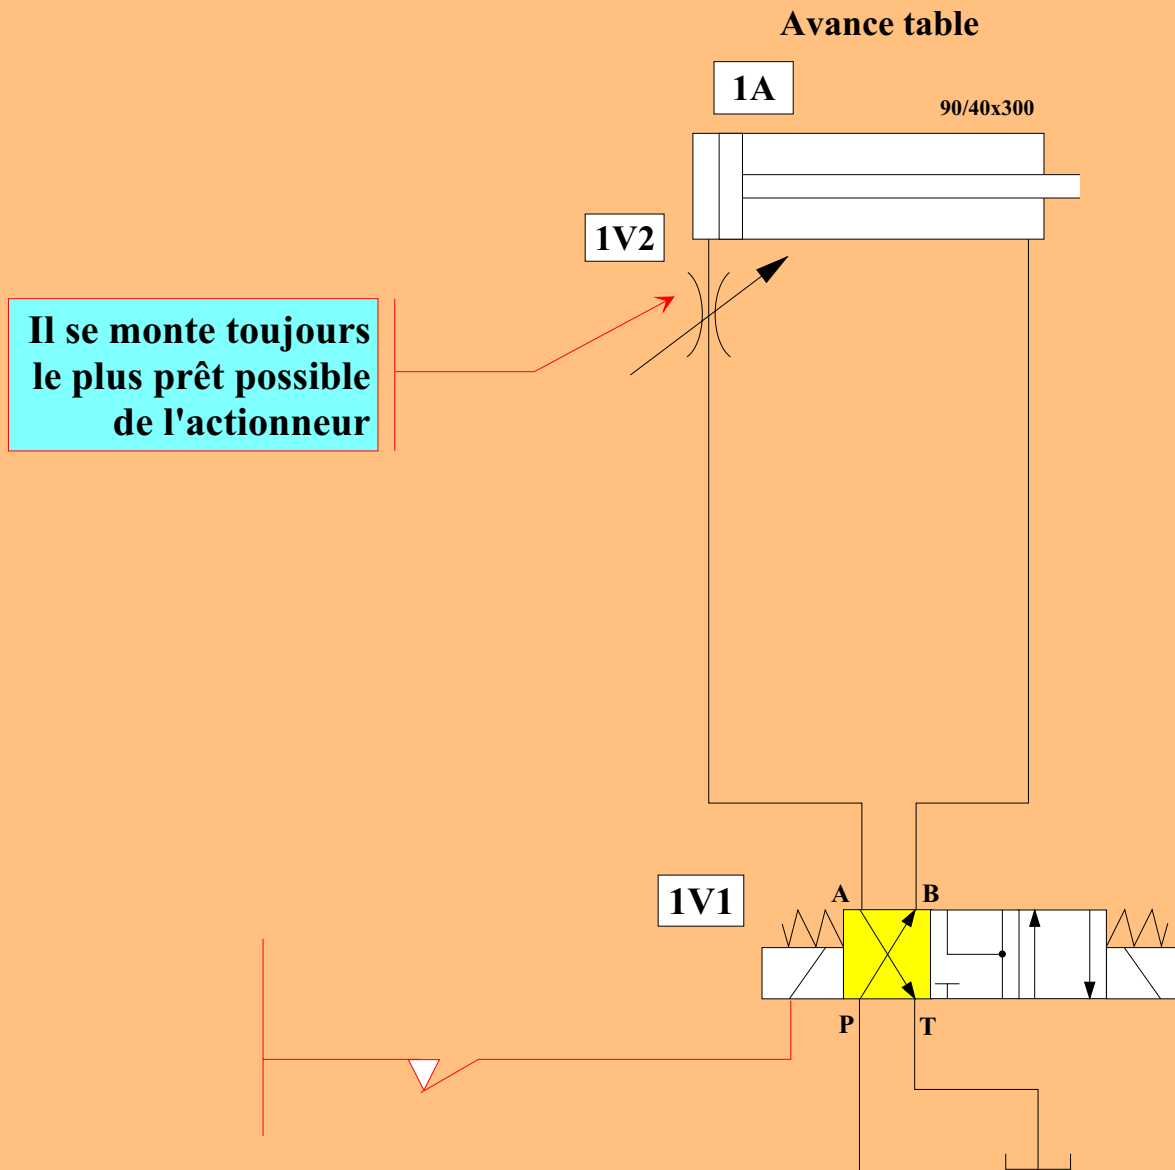 Avance table
1A
90/40x300
1V2
Il se monte toujours
le plus prêt possible
de l'actionneur
1V1
A
B
P
T